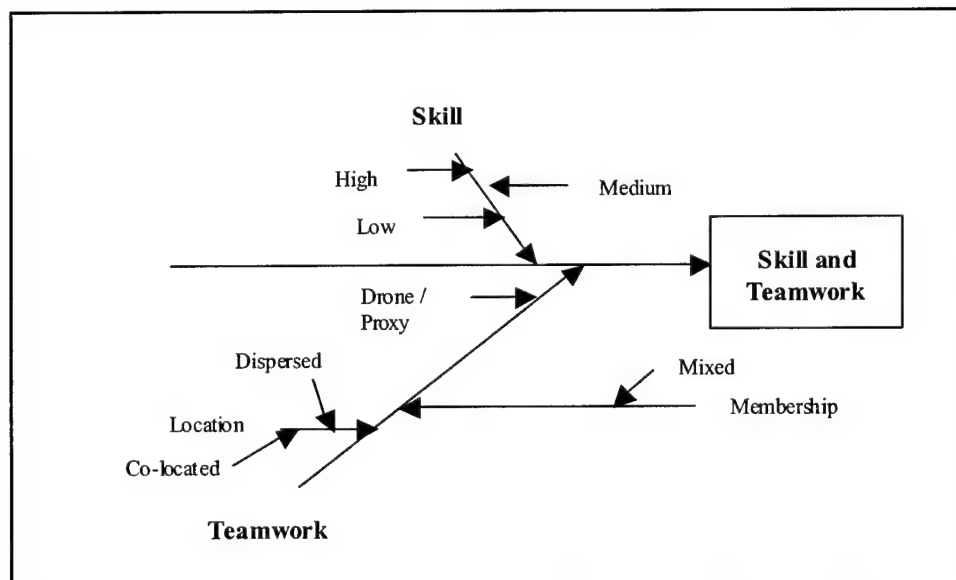 Skill
High
Medium
Low
Skill and
Teamwork
Drone /
Proxy
Dispersed
Mixed
Location
Membership
Co-located
Teamwork